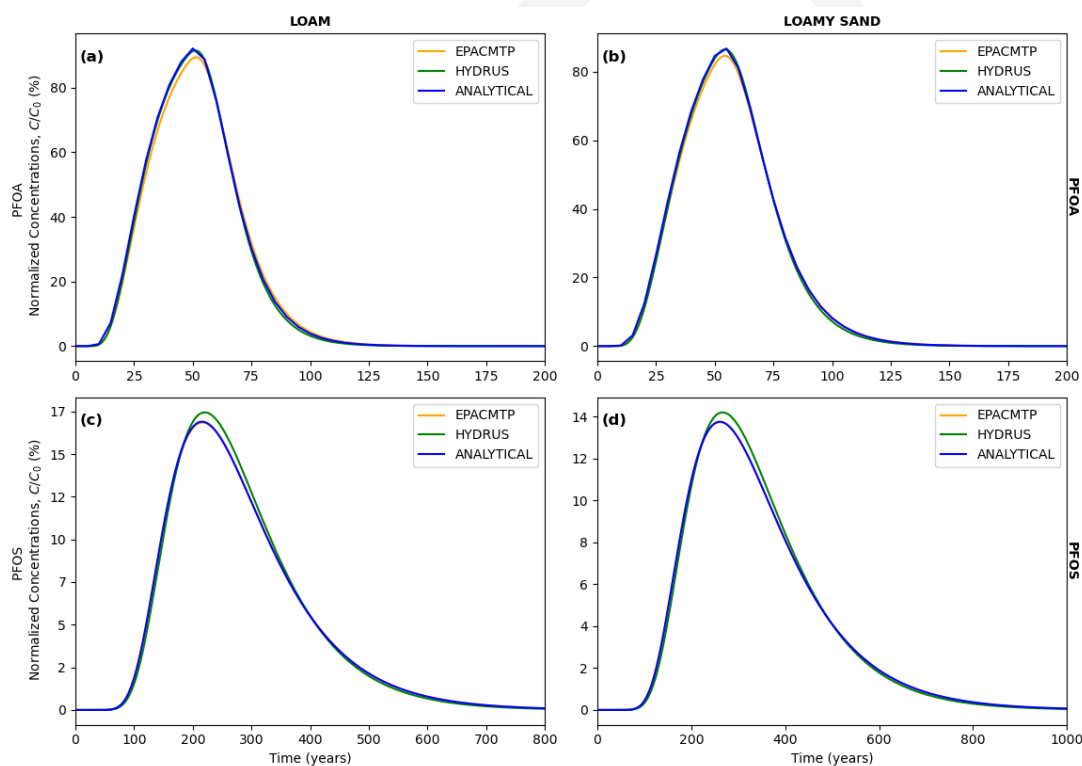 LOAM
LOAMY SAND
(a)
EPACMTP
HYDRUS
ANALYTICAL
PFOA
Normalized Concentrations, C/C₀ (%)
80
60
40
20
0
0 25 50 75 100 125 150 175 200
(b)
EPACMTP
HYDRUS
ANALYTICAL
80
60
40
20
0
0 25 50 75 100 125 150 175 200
PFOA
(c)
EPACMTP
HYDRUS
ANALYTICAL
PFOS
Normalized Concentrations, C/C₀ (%)
17
15
12
10
7
5
2
0
0 100 200 300 400 500 600 700 800
Time (years)
(d)
EPACMTP
HYDRUS
ANALYTICAL
14
12
10
8
6
4
2
0
0 200 400 600 800 1000
Time (years)
PFOS